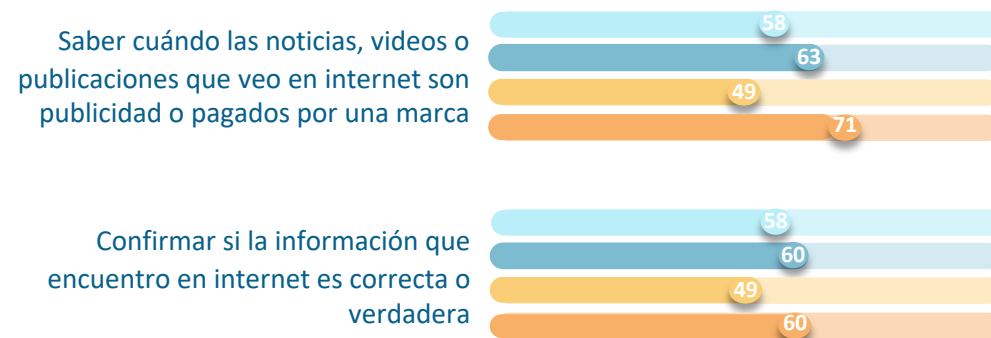 58
Saber cuándo las noticias, videos o
63
publicaciones que veo en internet son
49
publicidad o pagados por una marca
71
58
Confirmar si la información que
60
encuentro en internet es correcta o
49
verdadera
60